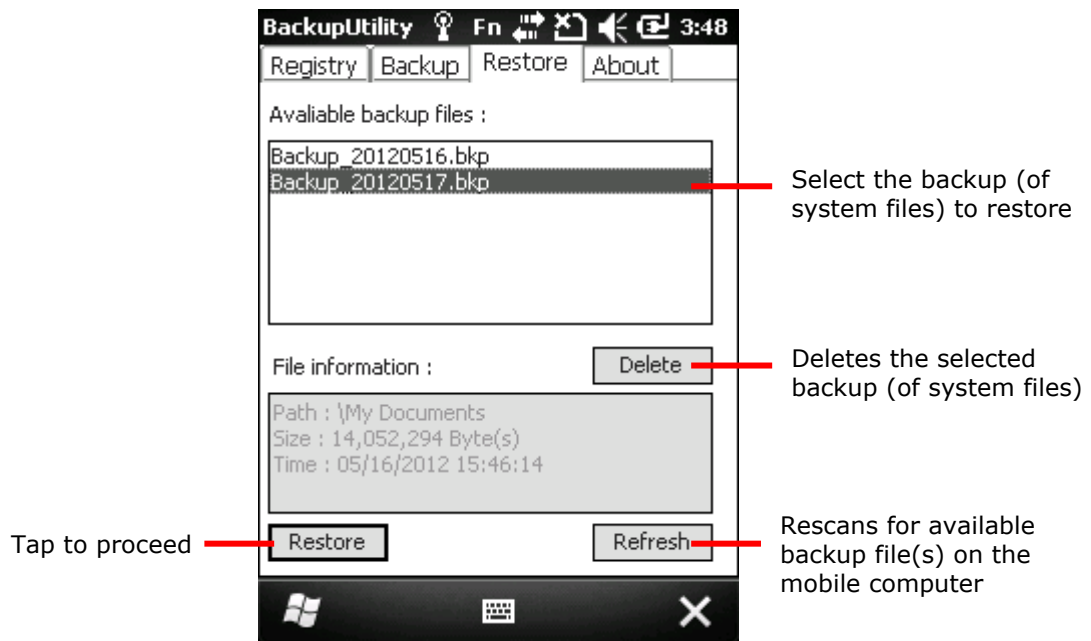 BackupUtility Fn 3:48
Registry Backup Restore About
Avaliable backup files :
Backup_20120516.bkp
Backup_20120517.bkp
Select the backup (of
system files) to restore
File information :
Delete
Deletes the selected
backup (of system files)
Path : \My Documents
Size : 14,052,294 Byte(s)
Time : 05/16/2012 15:46:14
Tap to proceed
Restore
Refresh
Rescans for available
backup file(s) on the
mobile computer